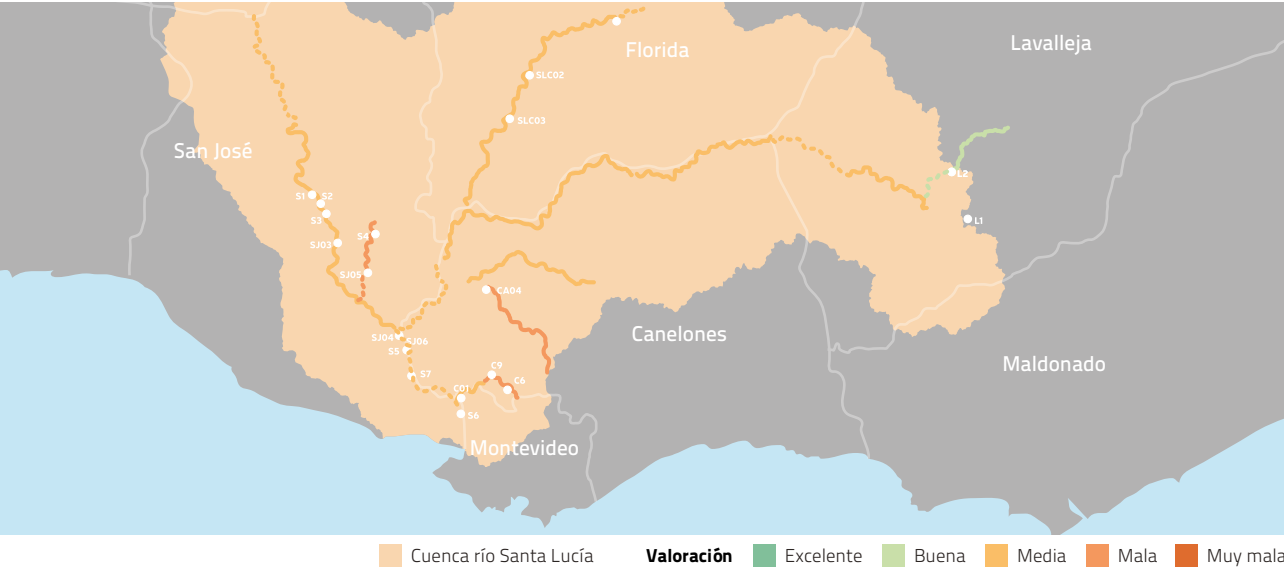 Lavalleja
Florida
SLC02
SLC03
San José
L2
S1
S2
S3
L1
S4
SJ03
SJ05
CA04
Canelones
SJ04
SJ06
S5
Maldonado
C9
S7
C6
C01
S6
Montevideo
Cuenca río Santa Lucía Valoración Excelente Buena Media Mala Muy mala